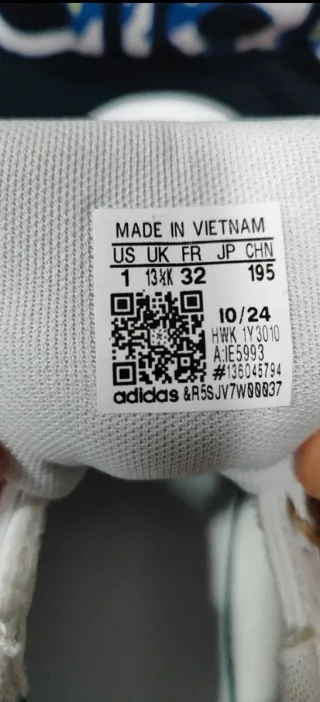 MADE IN VIETNAM
US UK FR JP CHN
1 13½K 32 195
10/24
HWK 1Y3010
A:IE5993
#136045794
adidas &R5SJV7W00037